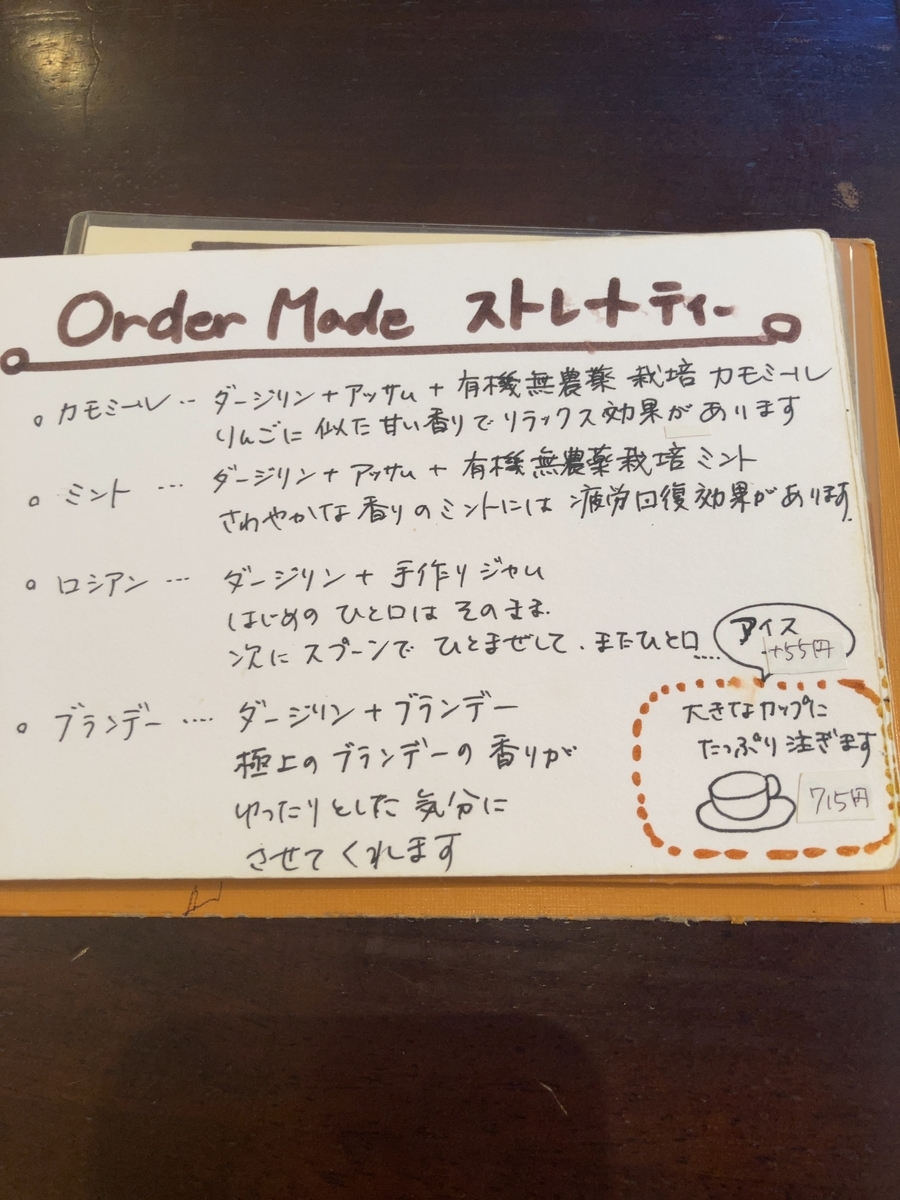 Order Made ストレートティー
○ カモミール… ダージリン+アッサム+有機無農薬 栽培 カモミール
りんごに 似た 甘い香りで リラックス 効果が あります
○ ミント … ダージリン+アッサム+有機無農薬栽培 ミント
さわやかな 香りの ミントには 疲労回復効果があります.
○ ロシアン … ダージリン+手作りジャム
はじめの ひと口は そのまま.
次に スプーンで ひとまぜして. またひと口....
○ ブランデー .... ダージリン+ブランデー
極上の ブランデーの 香りが
ゆったりとした 気分に
させて くれます
アイス
+55円
大きなカップに
たっぷり 注ぎます
715円